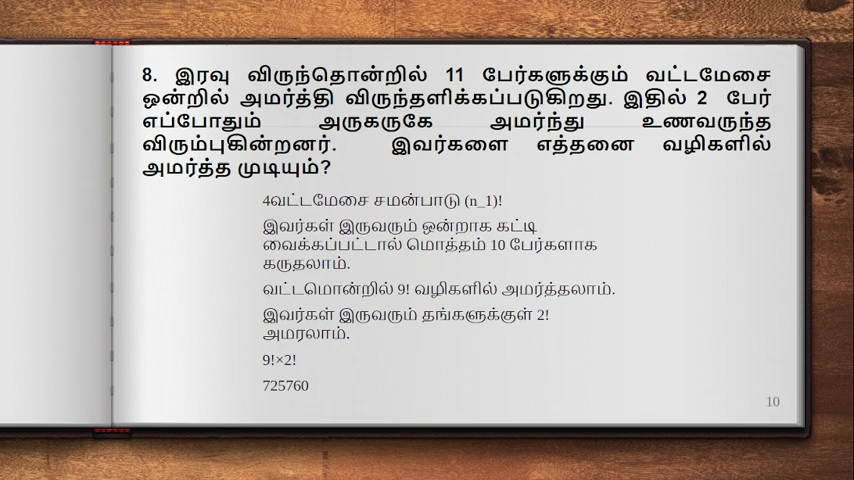 8. இரவு விருந்தொன்றில் 11 பேர்களுக்கும் வட்டமேசை
ஒன்றில் அமர்த்தி விருந்தளிக்கப்படுகிறது. இதில் 2 பேர்
எப்போதும் அருகருகே அமர்ந்து உணவருந்த
விரும்புகின்றனர். இவர்களை எத்தனை வழிகளில்
அமர்த்த முடியும்?
4வட்டமேசை சமன்பாடு (n_1)!
இவர்கள் இருவரும் ஒன்றாக கட்டி
வைக்கப்பட்டால் மொத்தம் 10 பேர்களாக
கருதலாம்.
வட்டமொன்றில் 9! வழிகளில் அமர்த்தலாம்.
இவர்கள் இருவரும் தங்களுக்குள் 2!
அமரலாம்.
9!×2!
725760
10